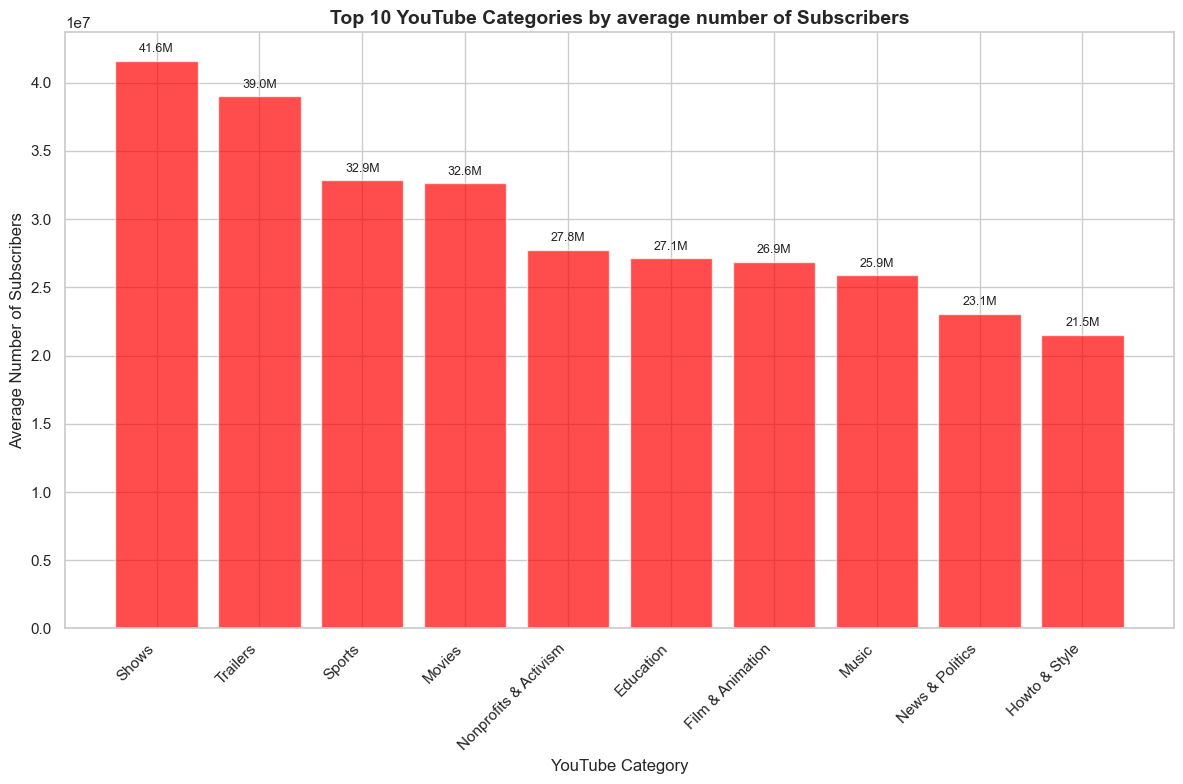 Top 10 YouTube Categories by average number of Subscribers
1e7
4.0
3.5
3.0
2.5
2.0
1.5
1.0
0.5
0.0
Average Number of Subscribers
41.6M
39.0M
32.9M
32.6M
27.8M
27.1M
26.9M
25.9M
23.1M
21.5M
Shows
Trailers
Sports
Movies
Nonprofits & Activism
Education
Film & Animation
Music
News & Politics
Howto & Style
YouTube Category